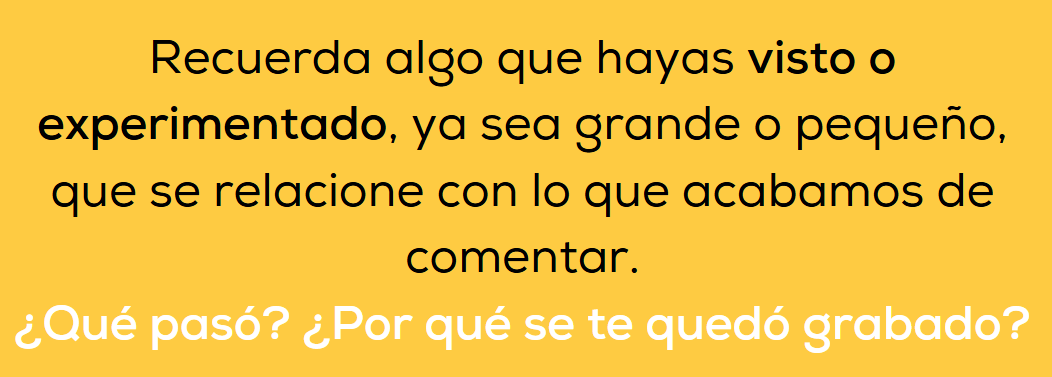 Recuerda algo que hayas visto o
experimentado, ya sea grande o pequeño,
que se relacione con lo que acabamos de
comentar.
¿Qué pasó? ¿Por qué se te quedó grabado?